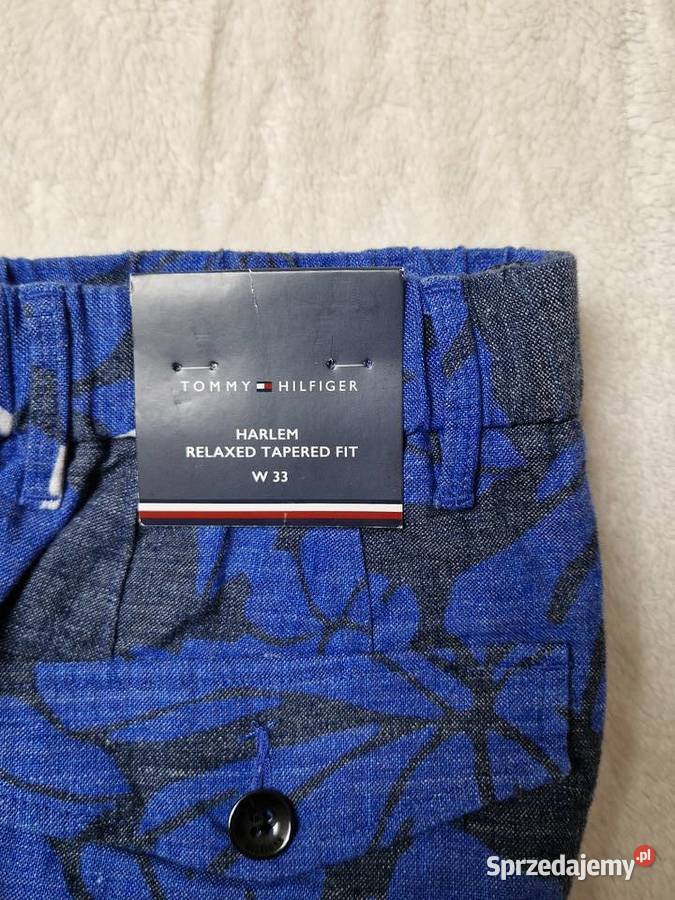 TOMMY HILFIGER
HARLEM
RELAXED TAPERED FIT
W 33
Sprzedajemy.pl